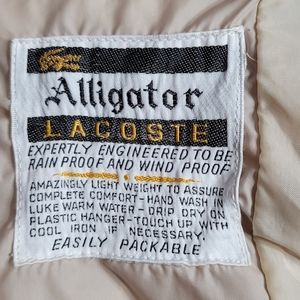 Alligator
LACOSTE
EXPERTLY ENGINEERED TO BE
RAIN PROOF AND WIND PROOF
AMAZINGLY LIGHT WEIGHT TO ASSURE
COMPLETE COMFORT-HAND WASH IN
LUKE WARM WATER-DRIP DRY ON
PLASTIC HANGER-TOUCH UP WITH
COOL IRON IF NECESSARY
EASILY PACKABLE